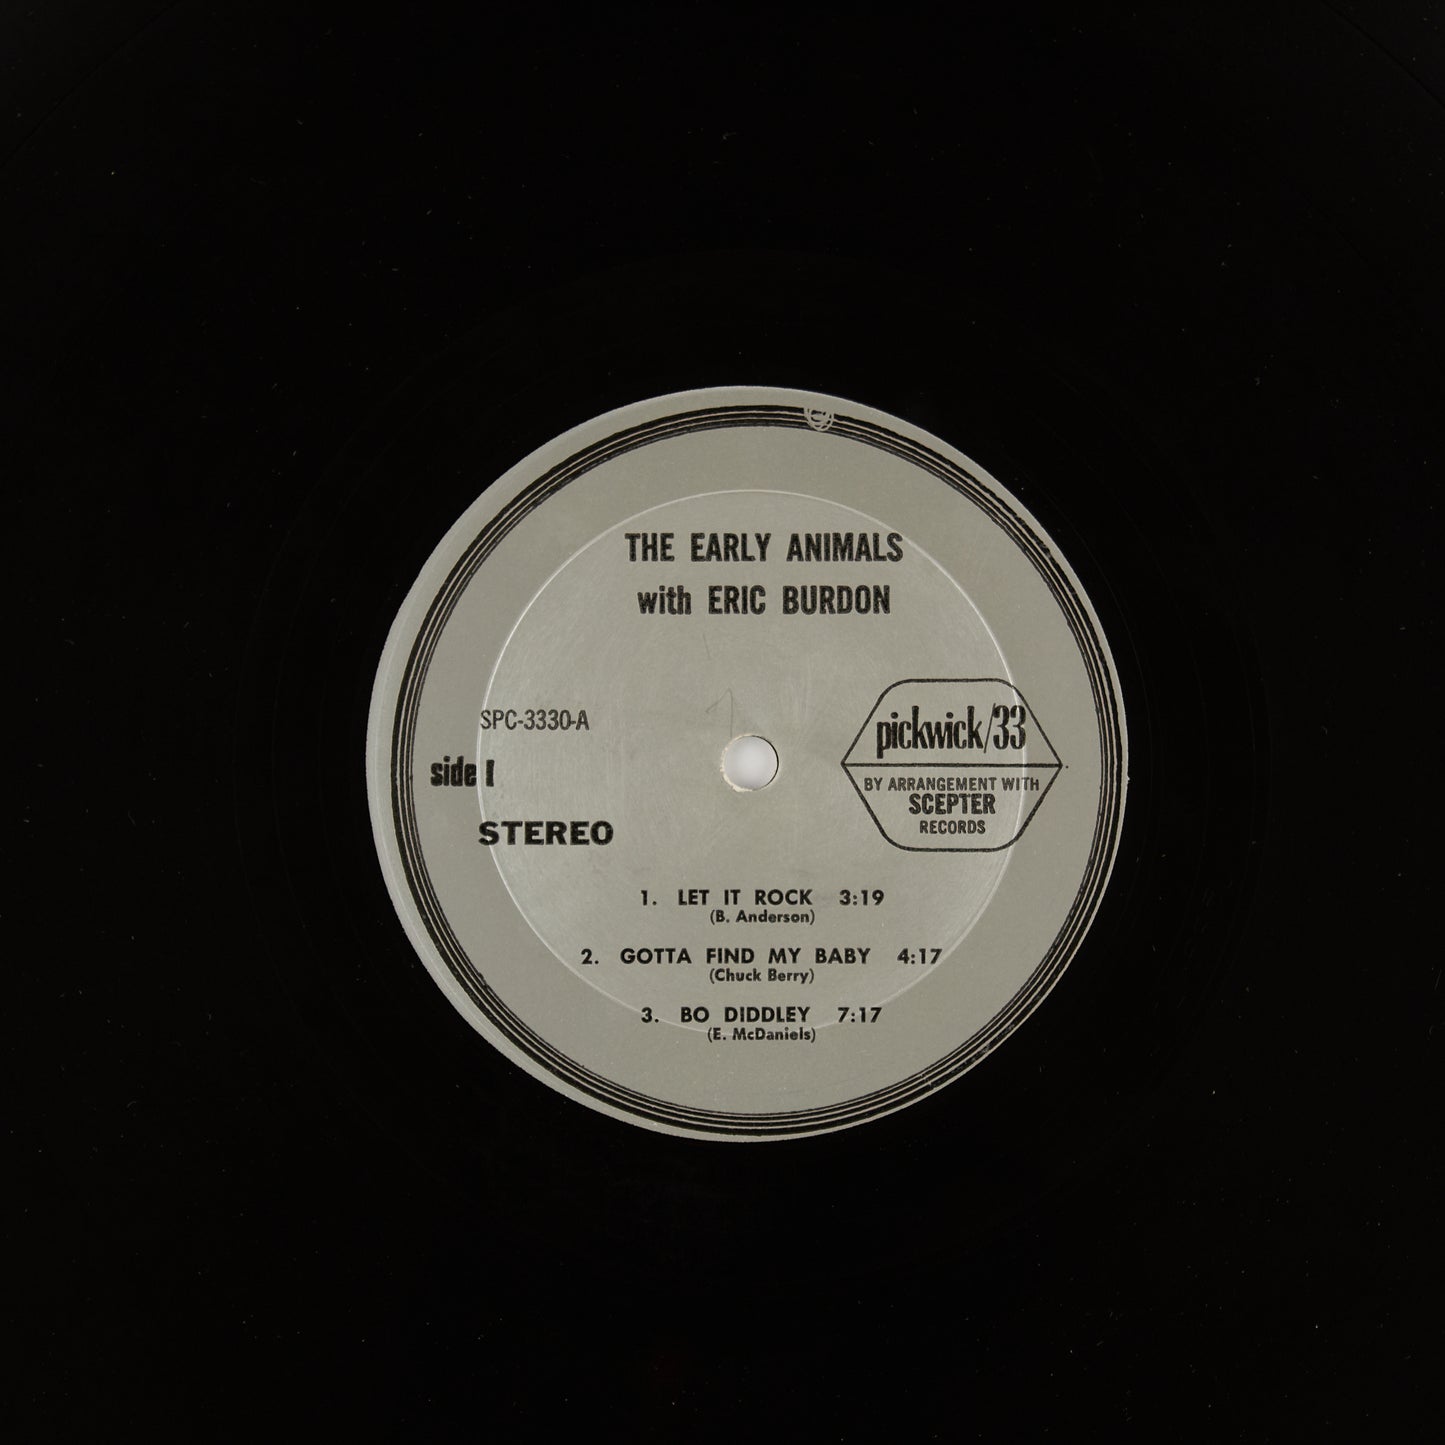 THE EARLY ANIMALS
with ERIC BURDON
SPC-3330-A
side 1
STEREO
pickwick/33
BY ARRANGEMENT WITH
SCEPTER
RECORDS
1. LET IT ROCK 3:19
(B. Anderson)
2. GOTTA FIND MY BABY 4:17
(Chuck Berry)
3. BO DIDDLEY 7:17
(E. McDaniels)